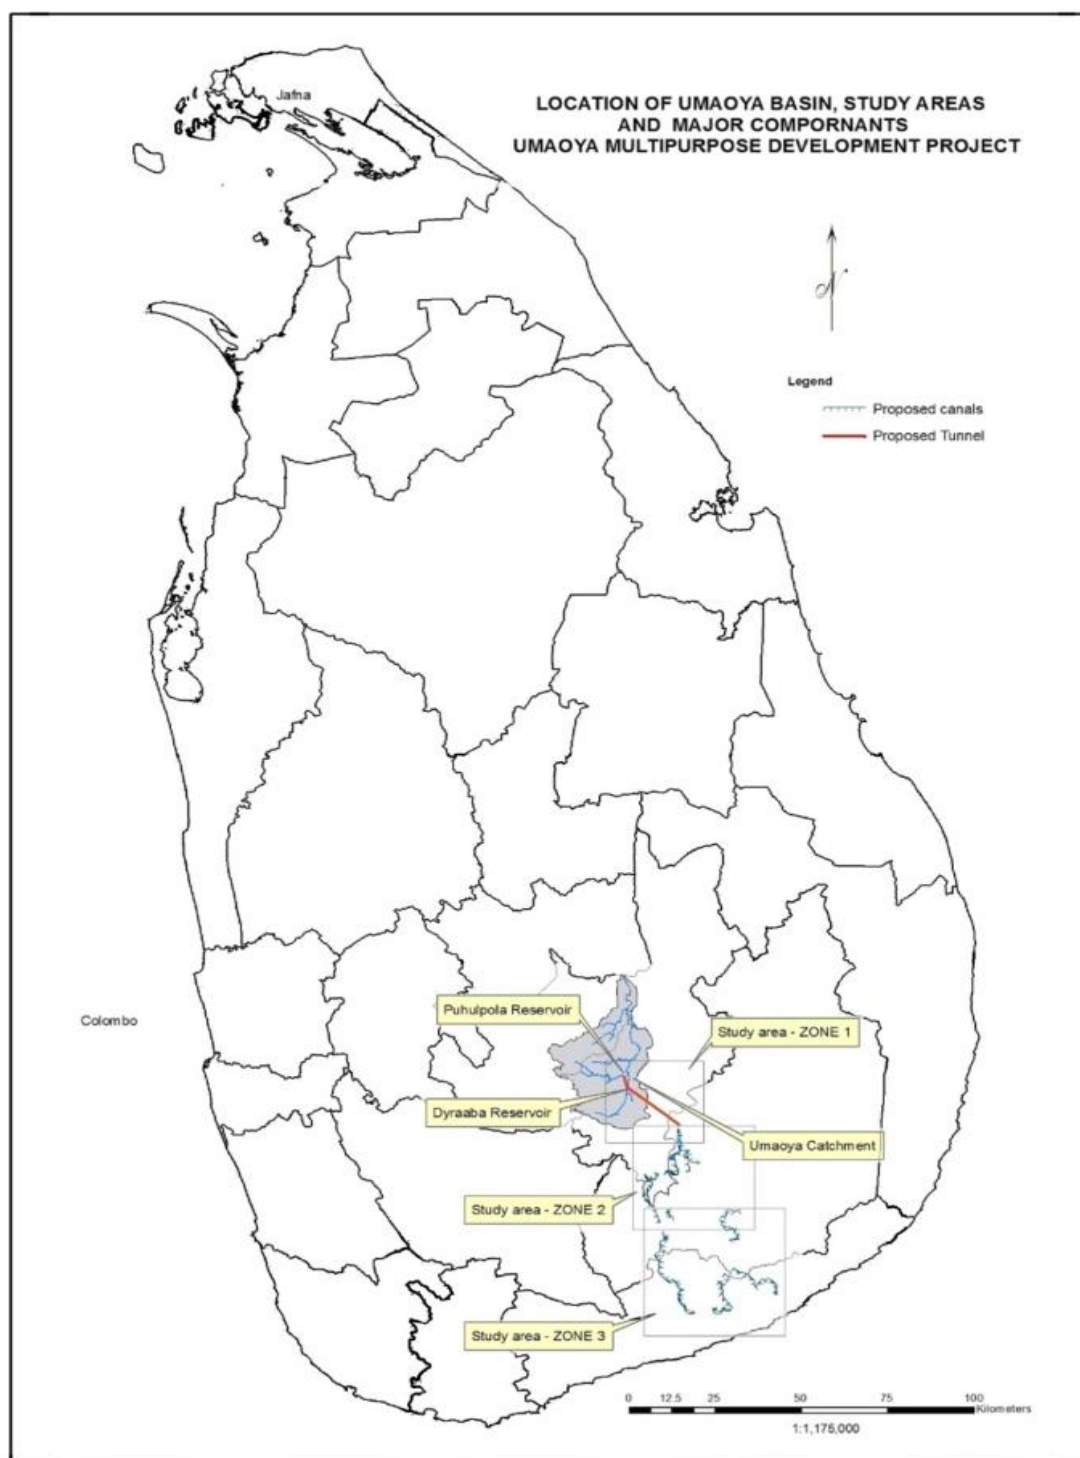 Jafna
LOCATION OF UMAOYA BASIN, STUDY AREAS
AND MAJOR COMPORNANTS
UMAOYA MULTIPURPOSE DEVELOPMENT PROJECT
N
Legend
Proposed canals
Proposed Tunnel
Puhulpola Reservoir
Colombo
Study area - ZONE 1
Dyraaba Reservoir
Umaoya Catchment
Study area - ZONE 2
Study area - ZONE 3
0 12.5 25 50 75 100
Kilometers
1:1,175,000